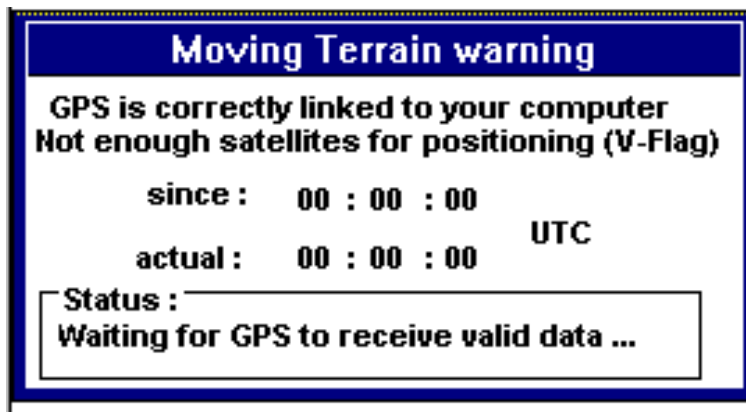 Moving Terrain warning
GPS is correctly linked to your computer
Not enough satellites for positioning (V-Flag)
since : 00 : 00 : 00
UTC
actual : 00 : 00 : 00
Status :
Waiting for GPS to receive valid data ...